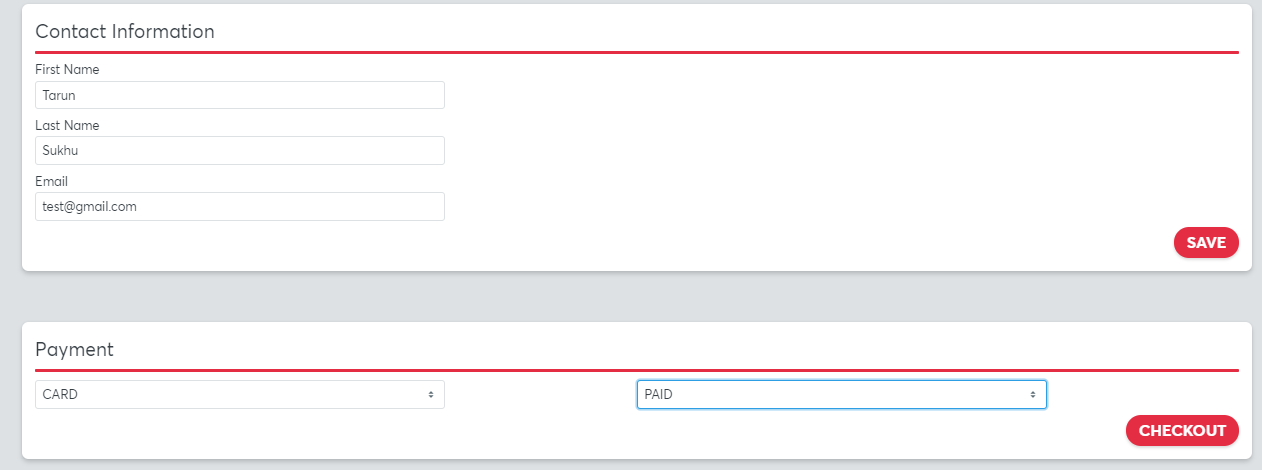 Contact Information
First Name
Tarun
Last Name
Sukhu
Email
test@gmail.com
SAVE
Payment
CARD PAID
CHECKOUT